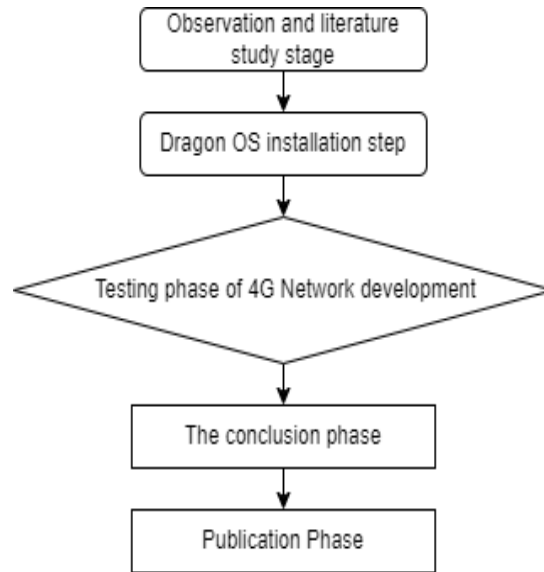 Observation and literature
study stage
Dragon OS installation step
Testing phase of 4G Network development
The conclusion phase
Publication Phase